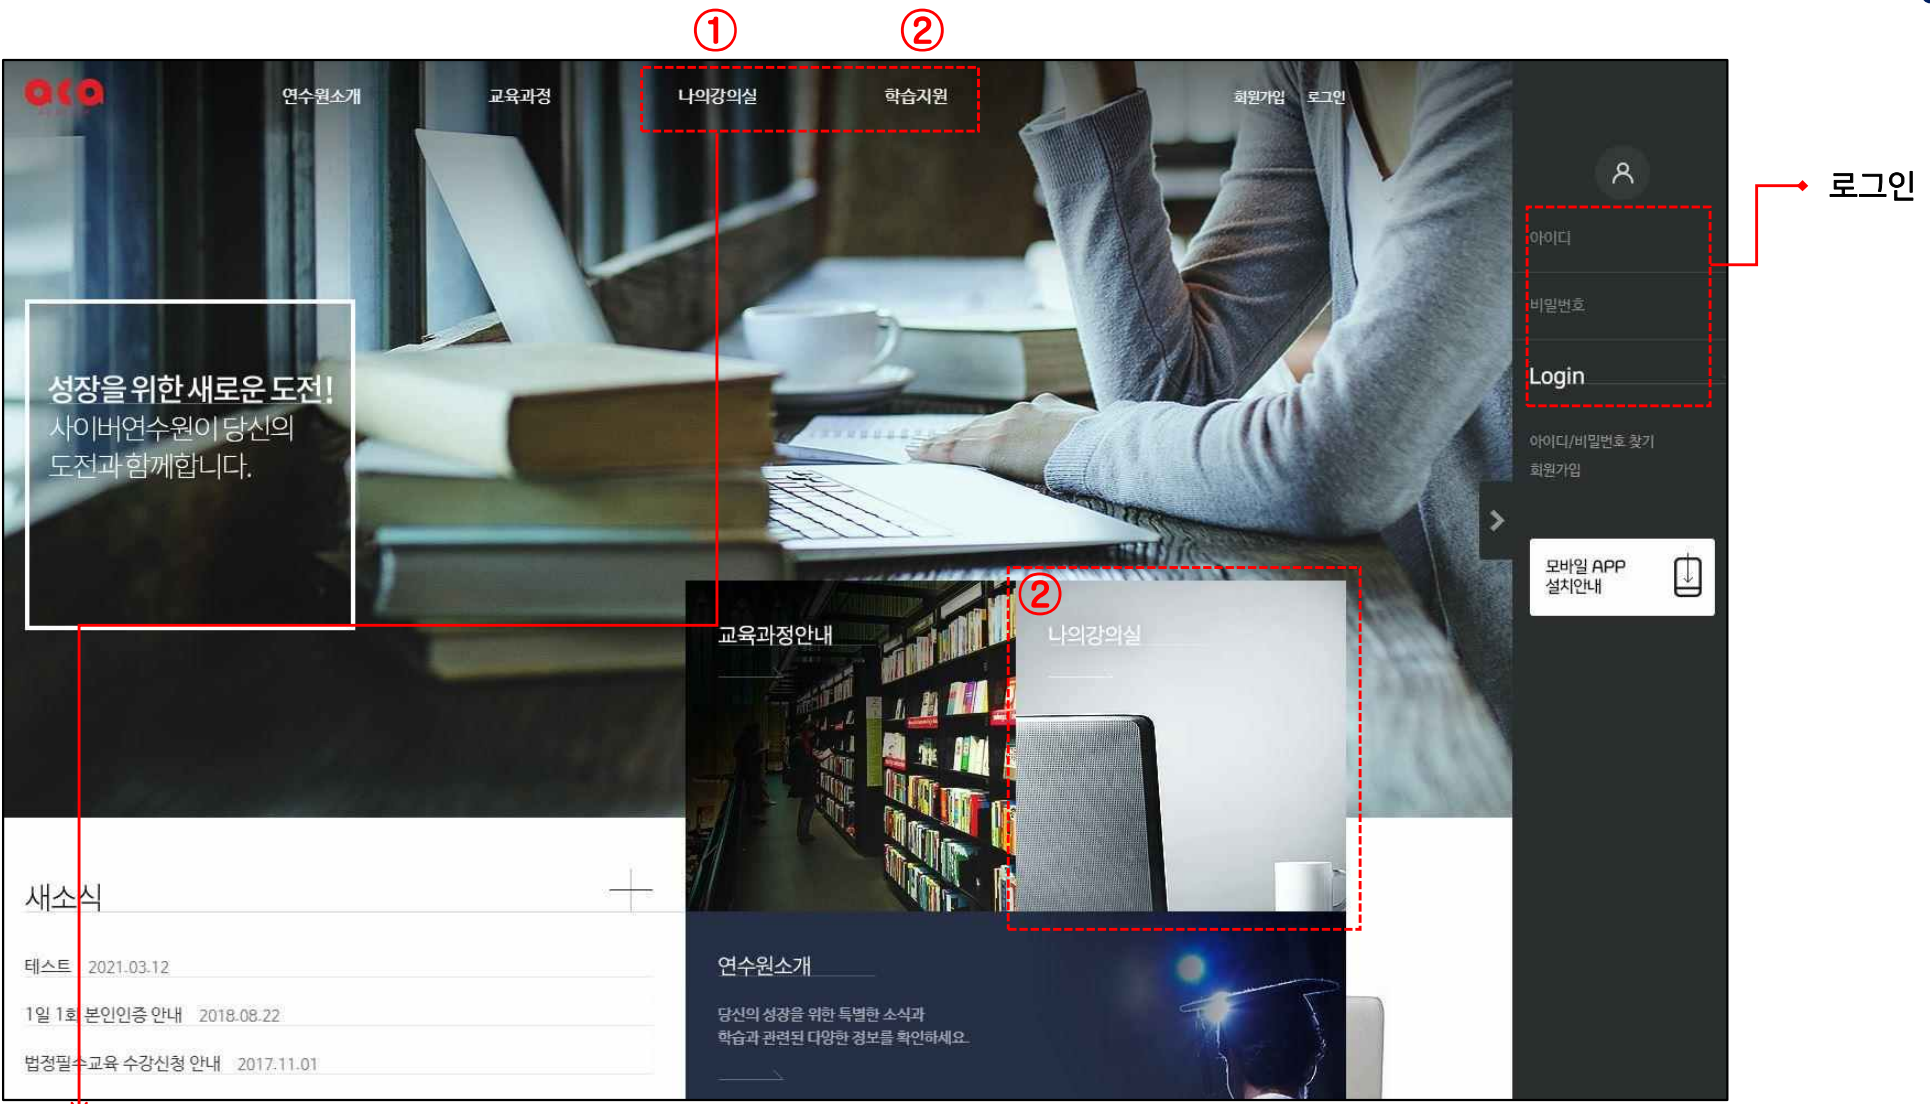 ① ②
aca
연수원소개 교육과정 나의강의실 학습지원 회원가입 로그인
로그인
아이디
비밀번호
Login
아이디/비밀번호 찾기
회원가입
모바일 APP
설치안내
성장을 위한 새로운 도전!
사이버연수원이 당신의
도전과 함께합니다.
②
교육과정안내
나의강의실
새소식
테스트 2021.03.12
1일 1회 본인인증 안내 2018.08.22
법정필수교육 수강신청 안내 2017.11.01
연수원소개
당신의 성장을 위한 특별한 소식과
학습과 관련된 다양한 정보를 확인하세요.